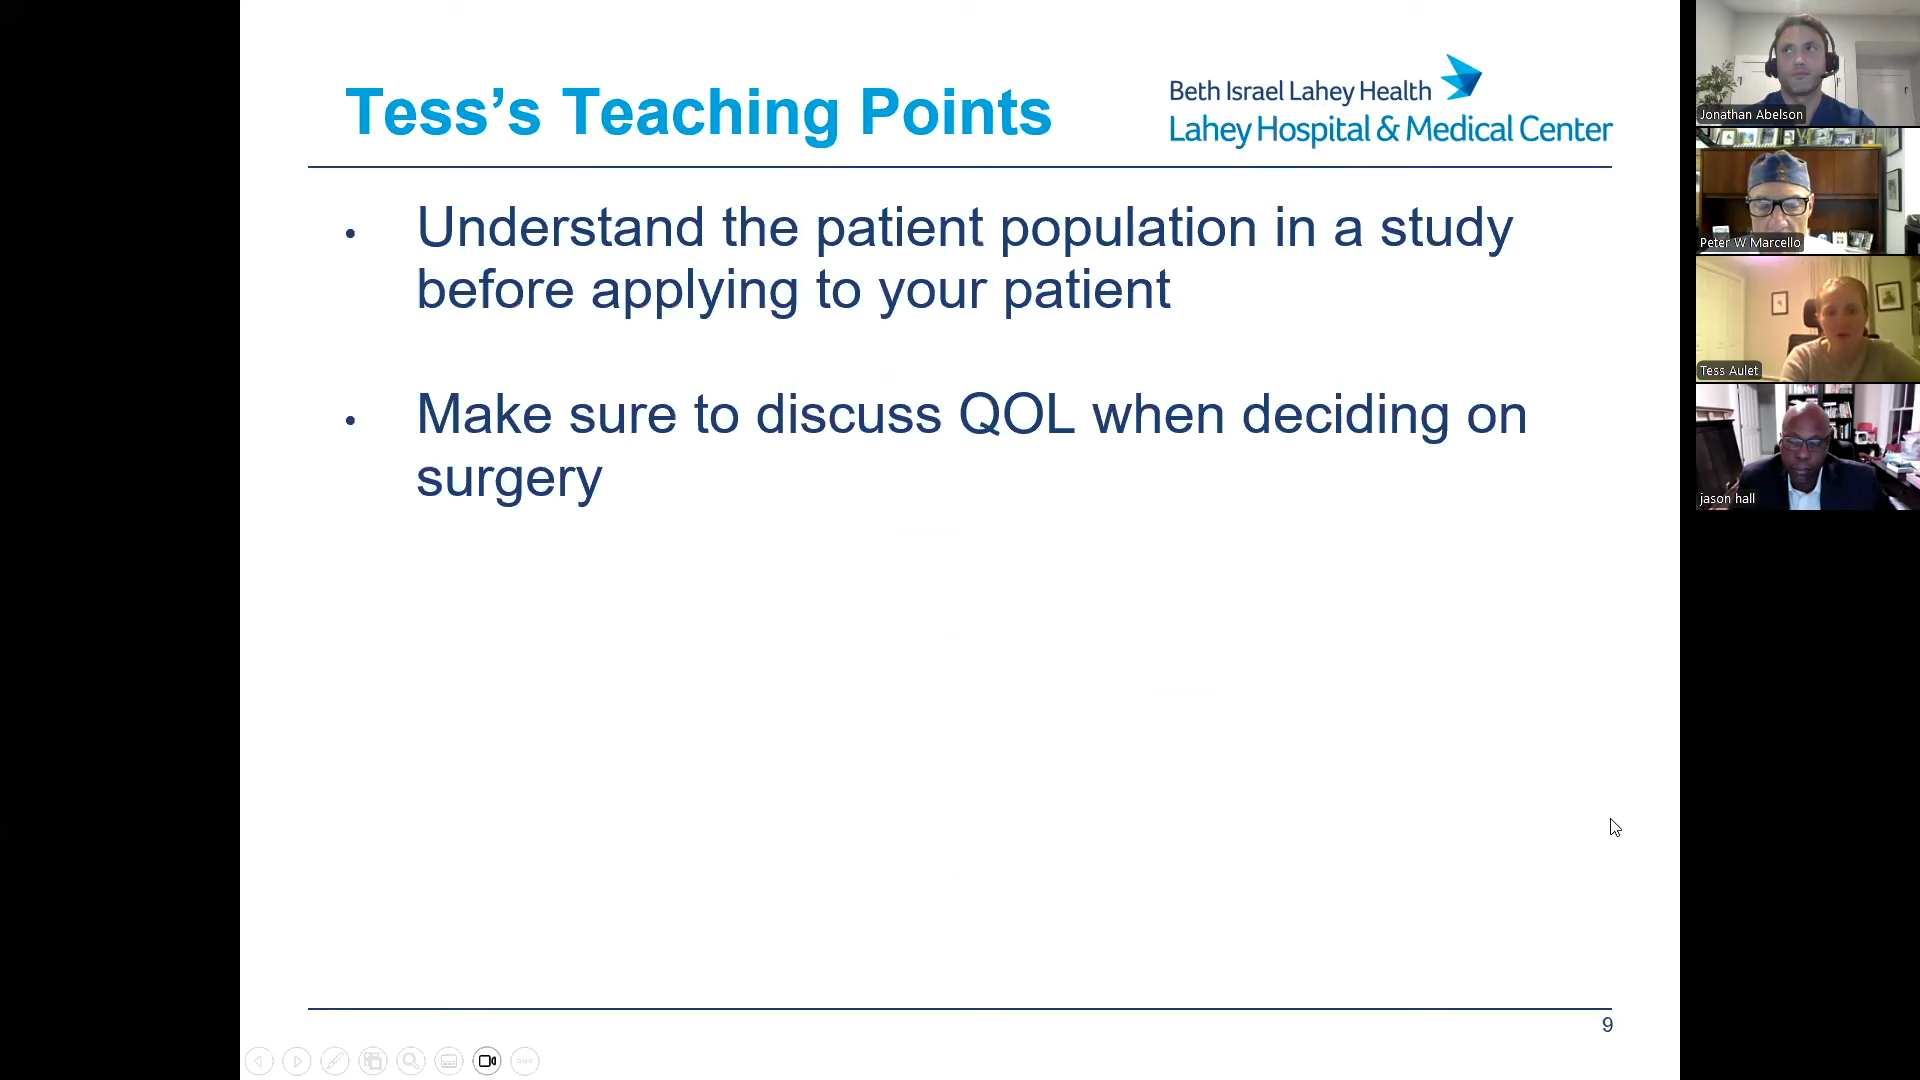 Tess’s Teaching Points
Beth Israel Lahey Health
Lahey Hospital & Medical Center
• Understand the patient population in a study
before applying to your patient
• Make sure to discuss QOL when deciding on
surgery
9
Jonathan Abelson
Peter W Marcello
Tess Aulet
jason hall